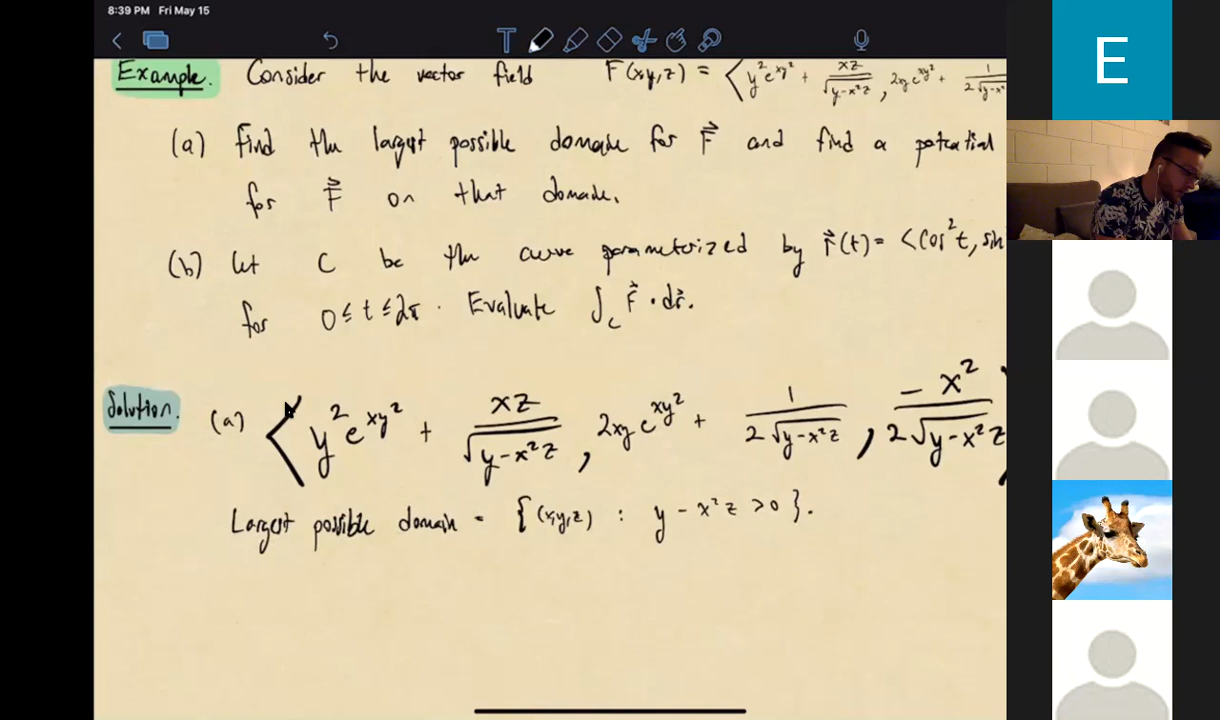 8:39 PM Fri May 15
E
Example. Consider the vector field F(x,y,z) = ⟨ y²e^{xy²} + xz/√(y-x²z) , 2xy e^{xy²} + 1/(2√(y-x²z)
(a) Find the largest possible domain for F⃗ and find a potential
for F⃗ on that domain.
(b) Let C be the curve parameterized by r⃗(t) = <cos²t, sin
for 0 ≤ t ≤ 2π. Evaluate ∫_C F⃗ · dr⃗.
Solution. (a) ⟨ y²e^{xy²} + xz/√(y-x²z) , 2xy e^{xy²} + 1/(2√(y-x²z)) , -x²/(2√(y-x²z)) ⟩
Largest possible domain = {(x,y,z) : y - x²z > 0}.